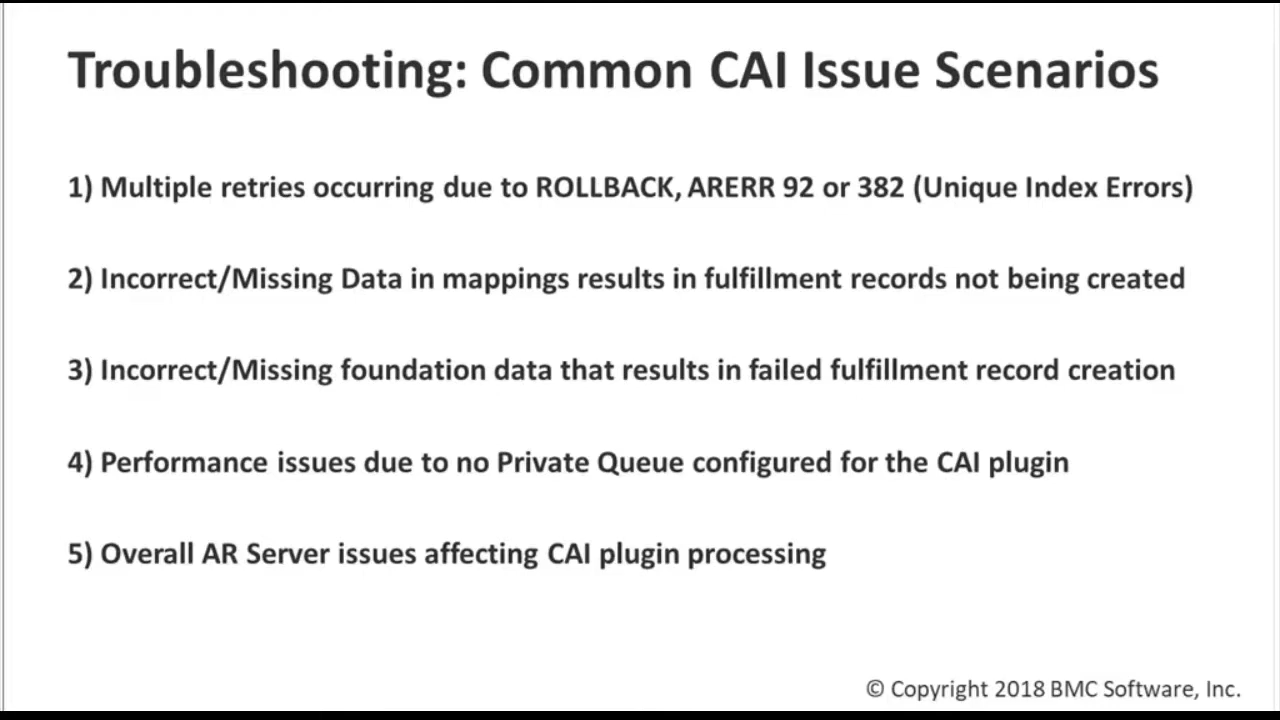 Troubleshooting: Common CAI Issue Scenarios
1) Multiple retries occurring due to ROLLBACK, ARERR 92 or 382 (Unique Index Errors)
2) Incorrect/Missing Data in mappings results in fulfillment records not being created
3) Incorrect/Missing foundation data that results in failed fulfillment record creation
4) Performance issues due to no Private Queue configured for the CAI plugin
5) Overall AR Server issues affecting CAI plugin processing
© Copyright 2018 BMC Software, Inc.